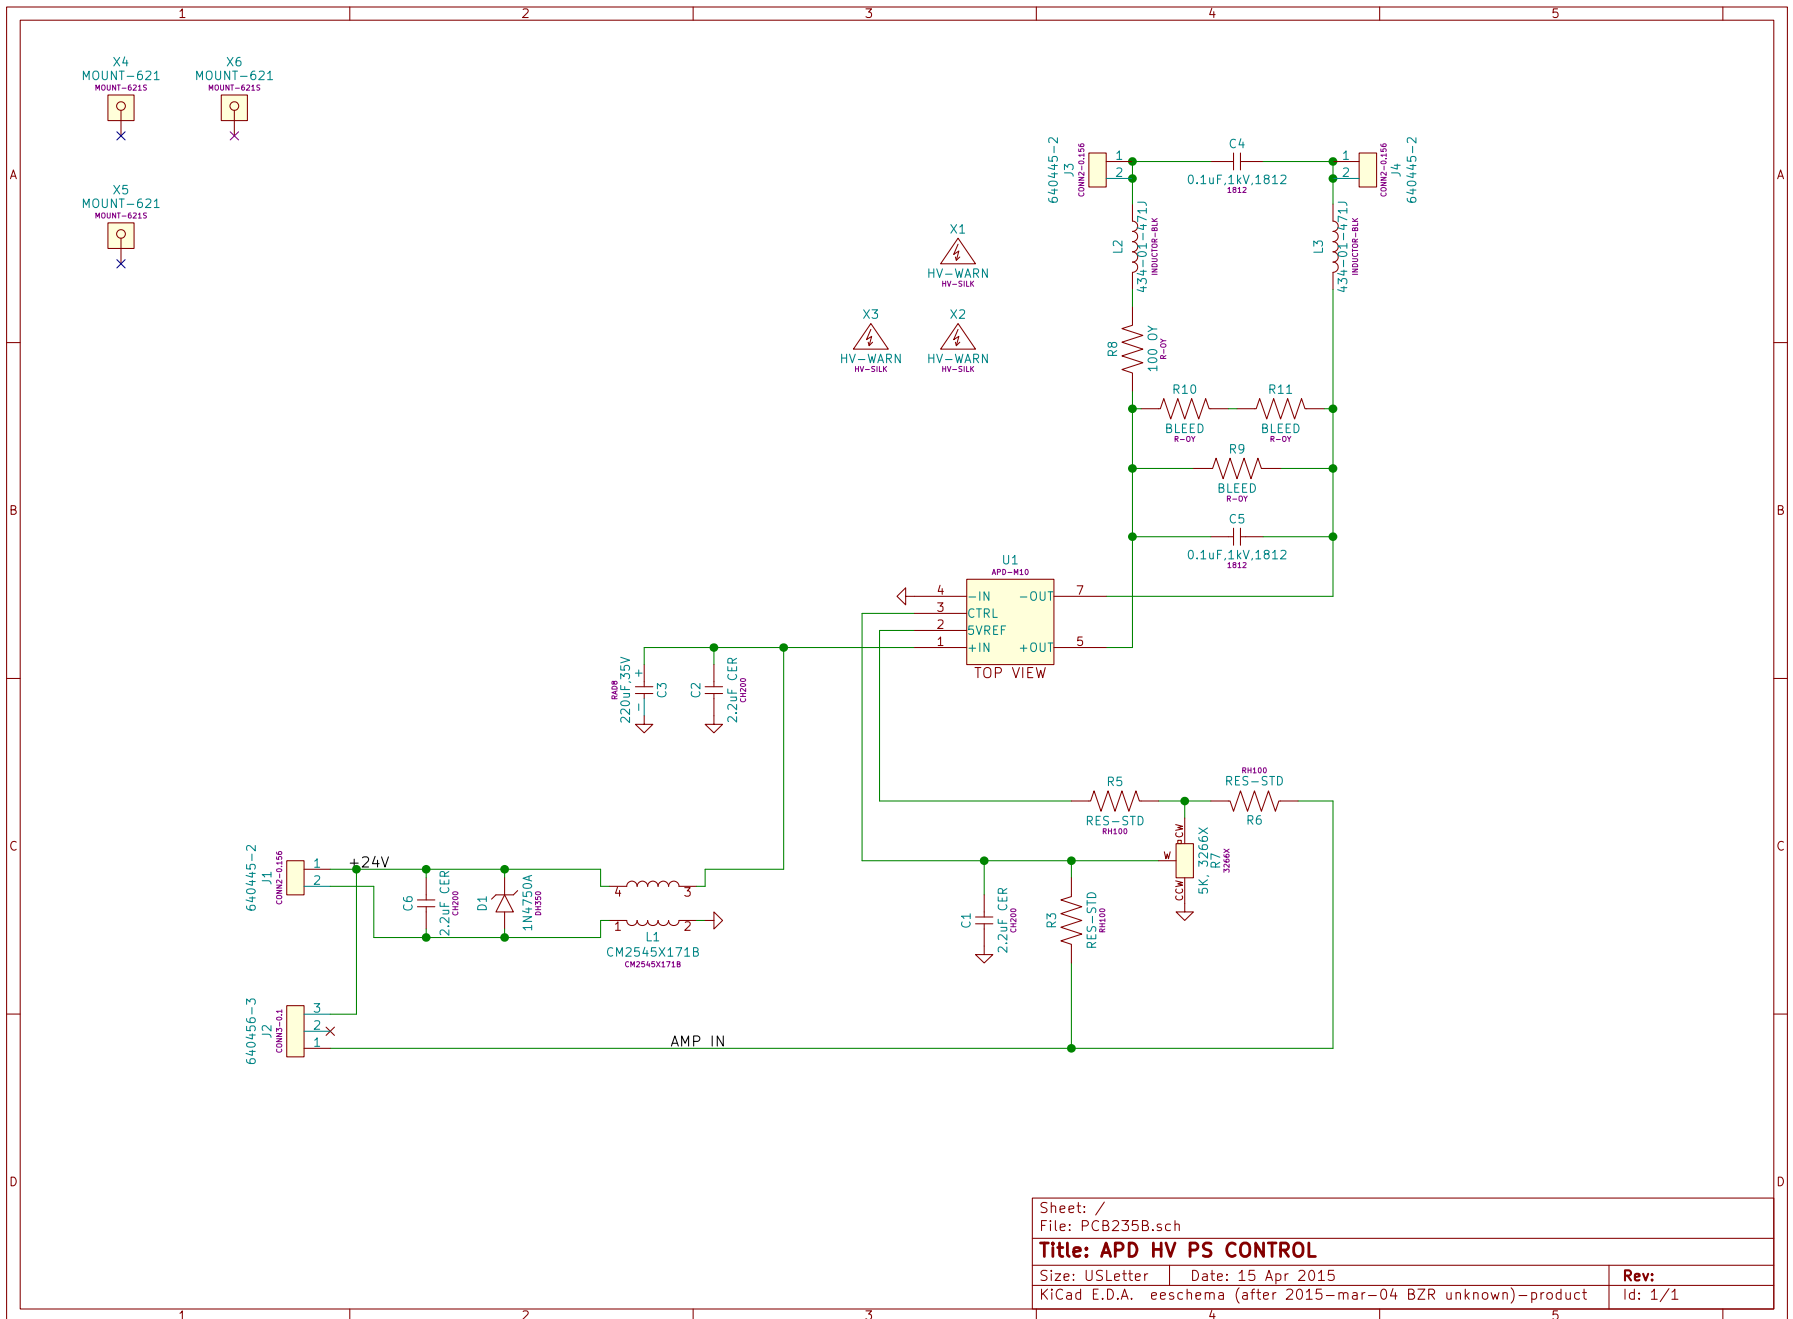 1 2 3 4 5
A
B
C
D
X4
MOUNT-621
MOUNT-621S
X6
MOUNT-621
MOUNT-621S
X5
MOUNT-621
MOUNT-621S
640445-2
J3
CONN2-0.156
1
2
C4
0.1uF,1kV,1812
1812
1
2
CONN2-0.156
J4
640445-2
L2
434-01-471J
INDUCTOR-BLK
L3
434-01-471J
INDUCTOR-BLK
X1
HV-WARN
HV-SILK
X3
HV-WARN
HV-SILK
X2
HV-WARN
HV-SILK
R8
100 OY
R-OY
R10
BLEED
R-OY
R11
BLEED
R-OY
R9
BLEED
R-OY
C5
0.1uF,1kV,1812
1812
U1
APD-M10
4 -IN -OUT 7
3 CTRL
2 5VREF
1 +IN +OUT 5
TOP VIEW
RAD8
220uF,35V
+
-
C3
C2
2.2uF CER
CH200
R5
RES-STD
RH100
RH100
RES-STD
R6
CW
W
CCW
5K, 3266X
R7
3266X
640445-2
J1
CONN2-0.156
1
2
+24V
C6
2.2uF CER
CH200
D1
1N4750A
DH350
4 3
1 2
L1
CM2545X171B
CM2545X171B
C1
2.2uF CER
CH200
R3
RES-STD
RH100
640456-3
J2
CONN3-0.1
3
2
1
AMP IN
Sheet: /
File: PCB235B.sch
Title: APD HV PS CONTROL
Size: USLetter Date: 15 Apr 2015 Rev:
KiCad E.D.A. eeschema (after 2015-mar-04 BZR unknown)-product Id: 1/1
A
B
C
D
1 2 3 4 5